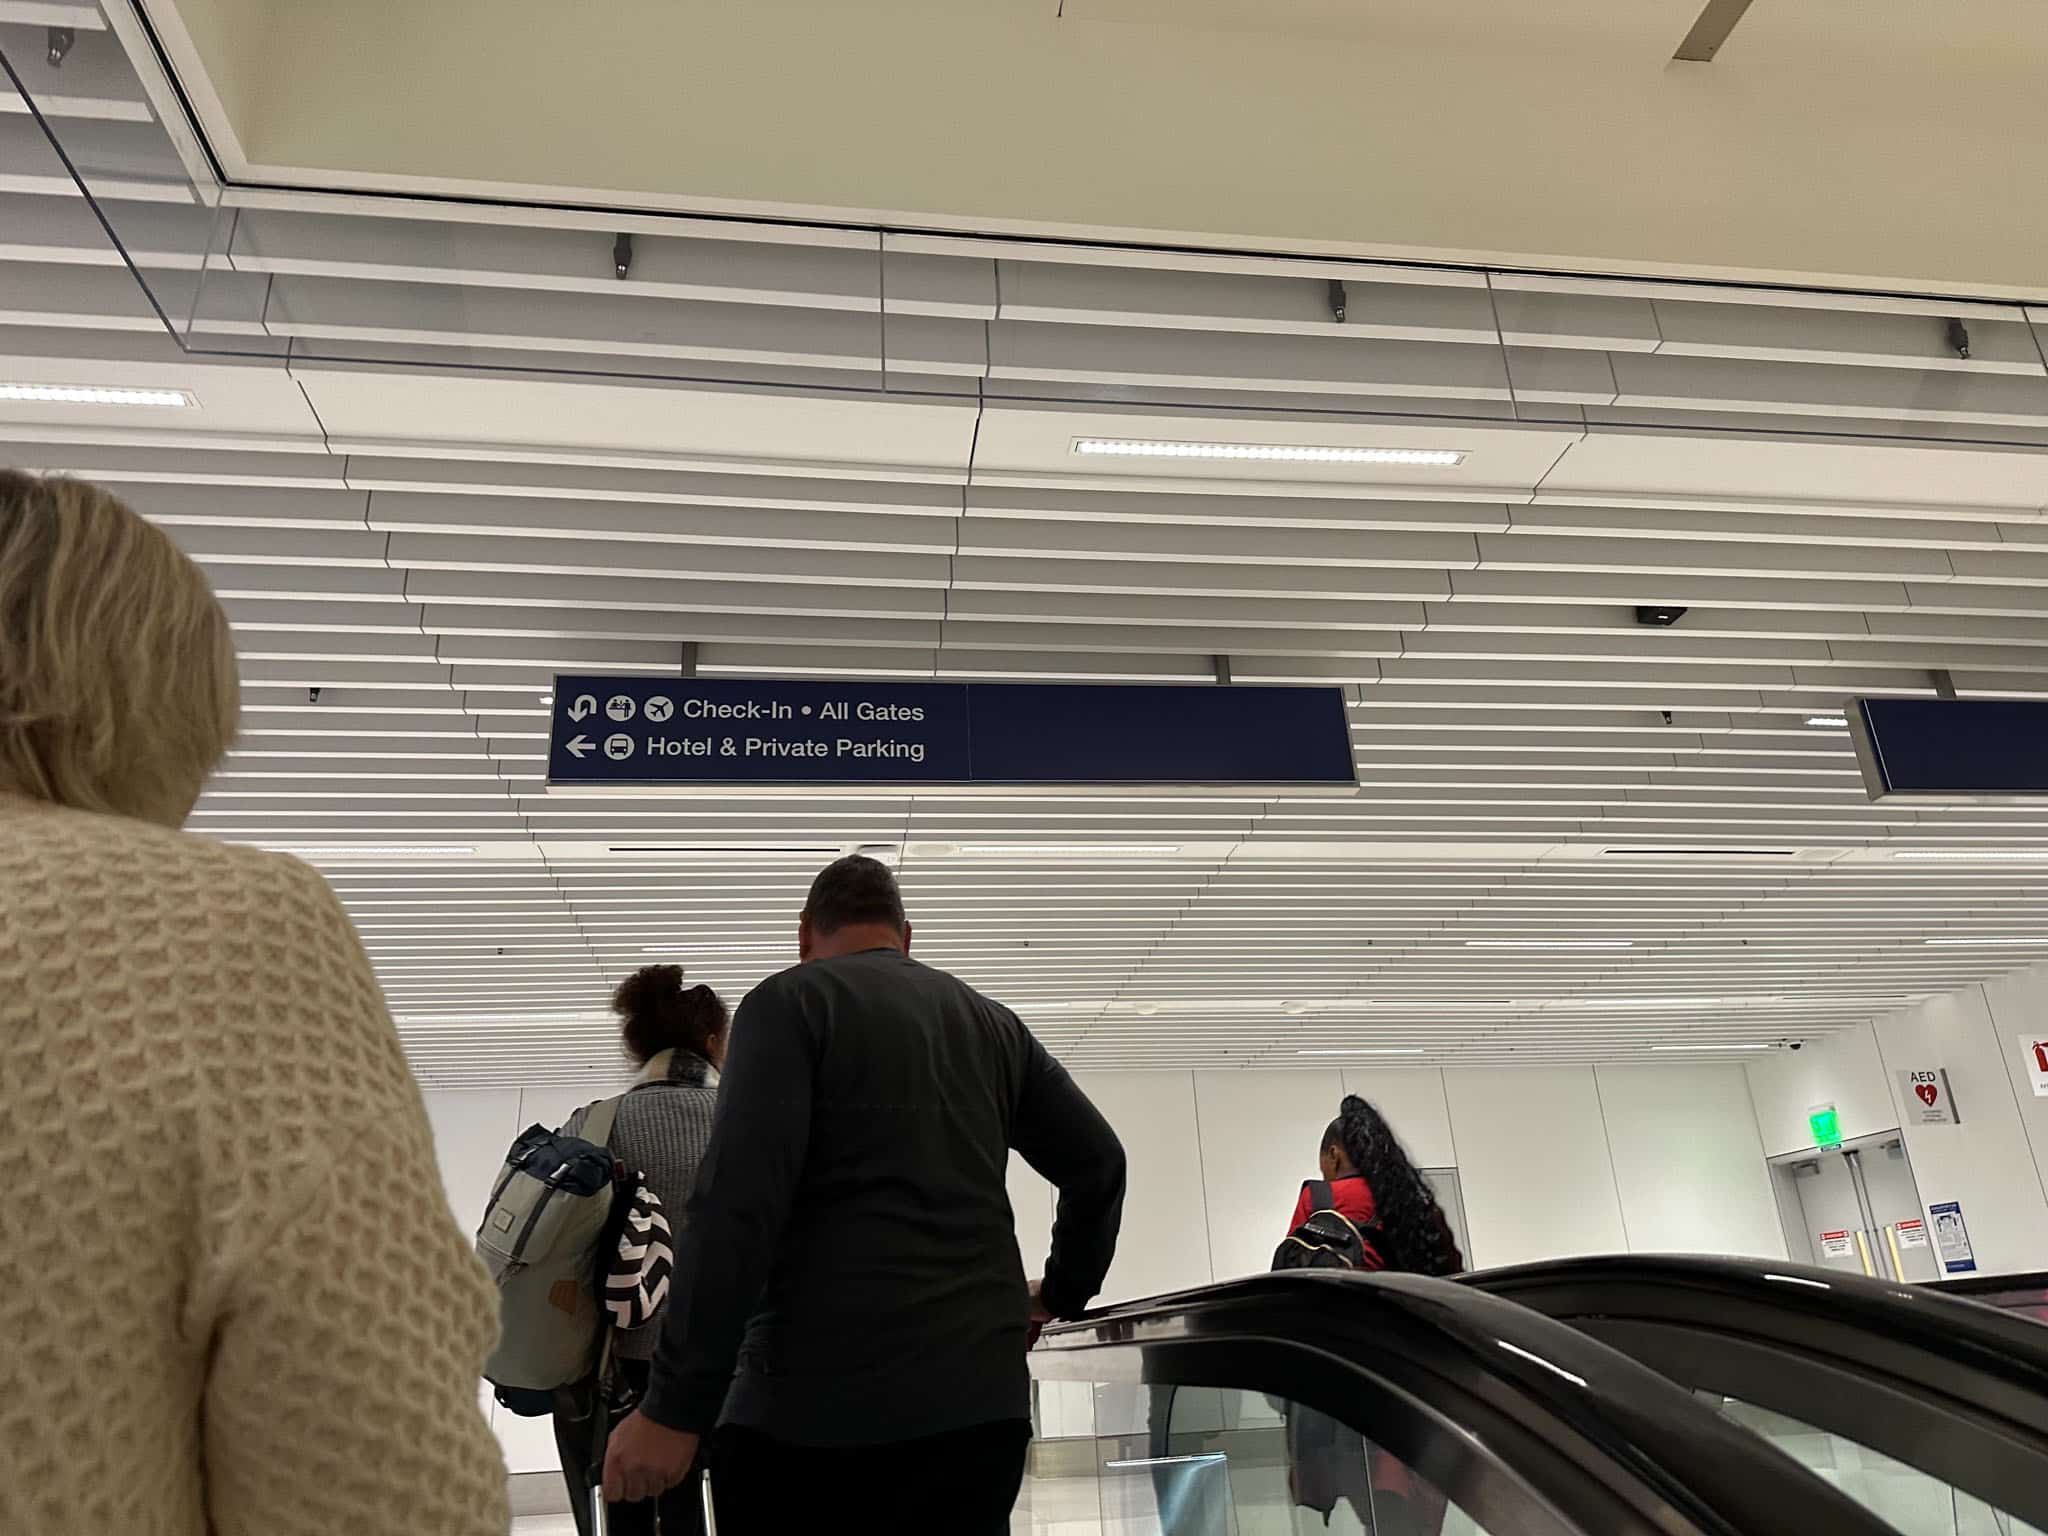 Check-In • All Gates
Hotel & Private Parking
AED